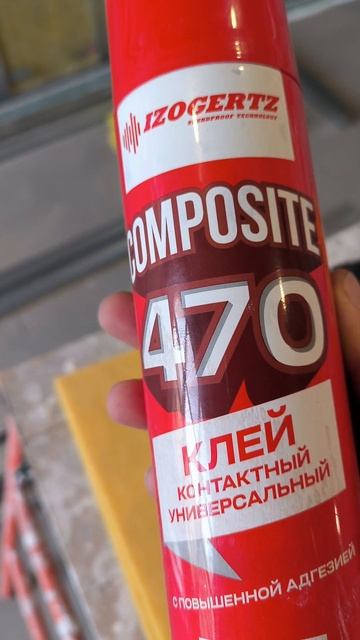 IZOGERTZ
SOUNDPROOF TECHNOLOGY
COMPOSITE
470
КЛЕЙ
КОНТАКТНЫЙ
УНИВЕРСАЛЬНЫЙ
С ПОВЫШЕННОЙ АДГЕЗИЕЙ